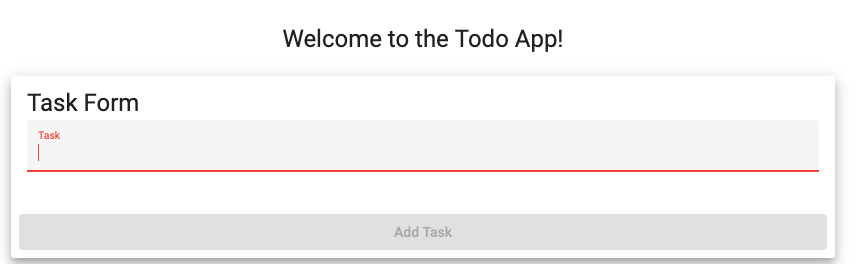 Welcome to the Todo App!
Task Form
Task
Add Task